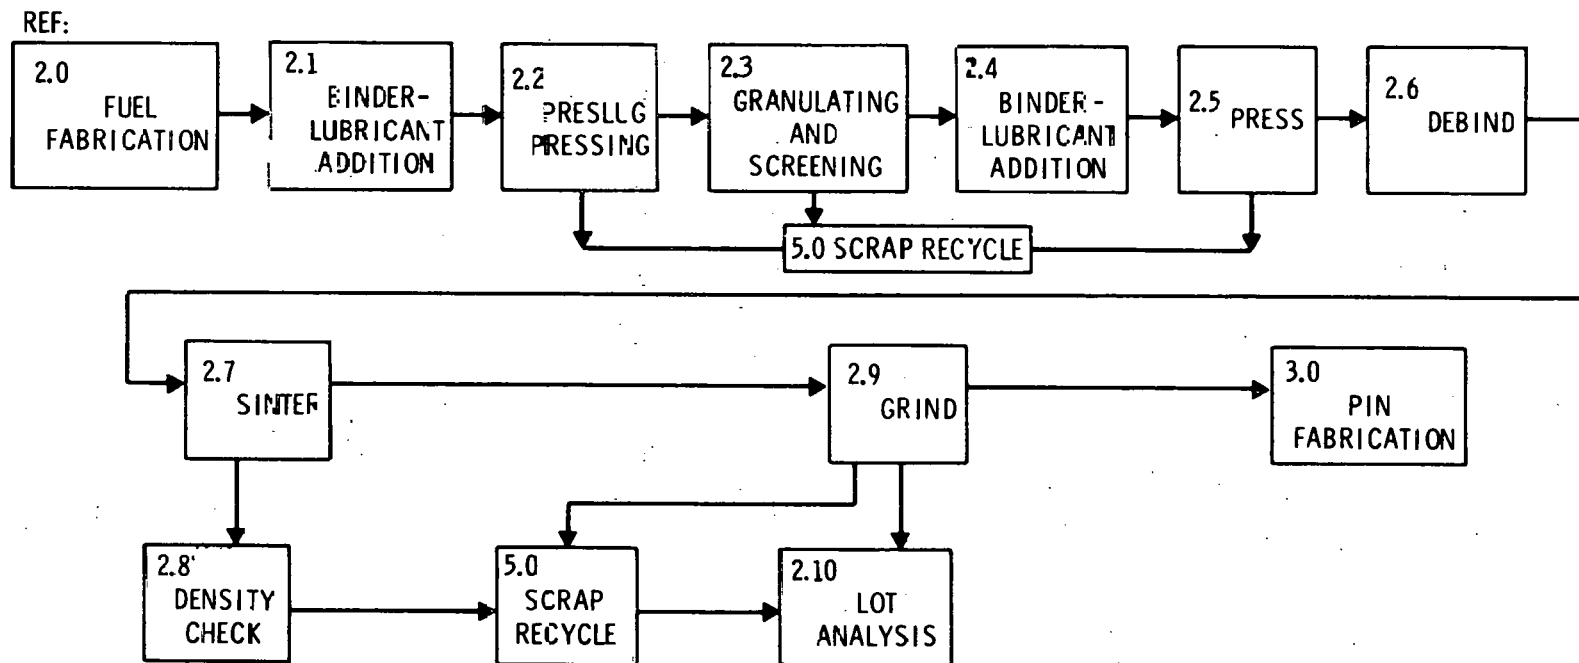 REF:
2.0
FUEL
FABRICATION
2.1
BINDER-
LUBRICANT
ADDITION
2.2
PRESLUG
PRESSING
2.3
GRANULATING
AND
SCREENING
2.4
BINDER-
LUBRICANT
ADDITION
2.5
PRESS
2.6
DEBIND
5.0 SCRAP RECYCLE
2.7
SINTER
2.9
GRIND
3.0
PIN
FABRICATION
2.8
DENSITY
CHECK
5.0
SCRAP
RECYCLE
2.10
LOT
ANALYSIS